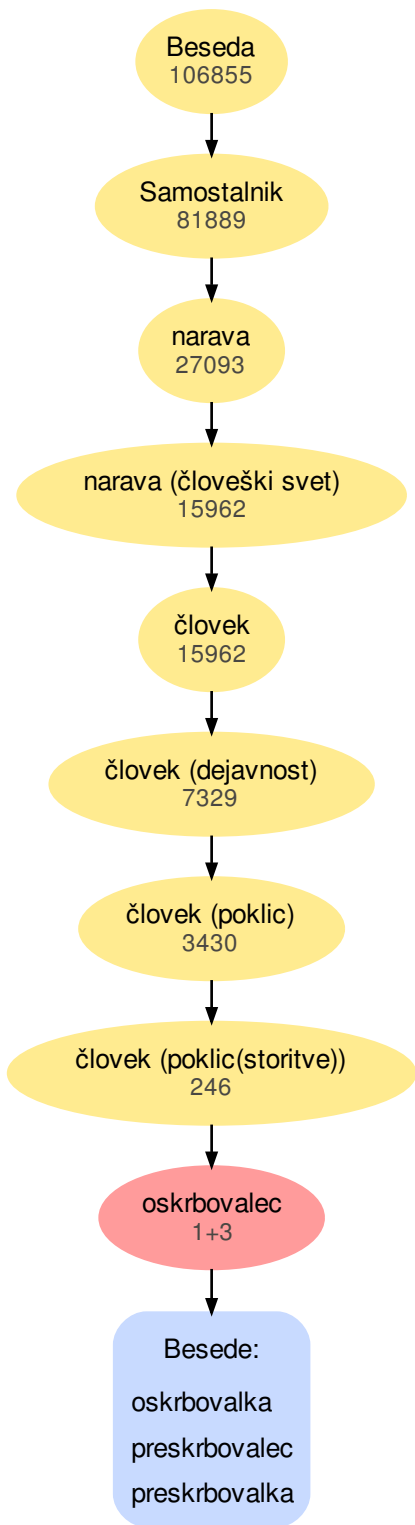 Beseda
106855
Samostalnik
81889
narava
27093
narava (človeški svet)
15962
človek
15962
človek (dejavnost)
7329
človek (poklic)
3430
človek (poklic(storitve))
246
oskrbovalec
1+3
Besede:
oskrbovalka
preskrbovalec
preskrbovalka